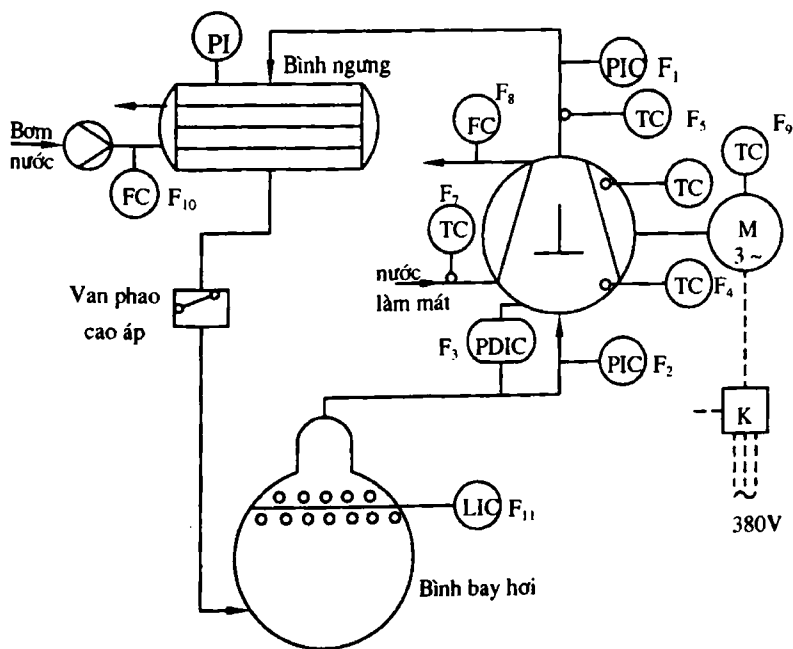 PI
Bình ngưng
PIC F₁
F₈
FC
TC F₅
F₉
TC
Bơm
nước
FC F₁₀
F₇
TC
TC
M
3 ~
nước
làm mát
TC F₄
Van phao
cao áp
F₃ PDIC
PIC F₂
K
LIC F₁₁
~
380V
Bình bay hơi